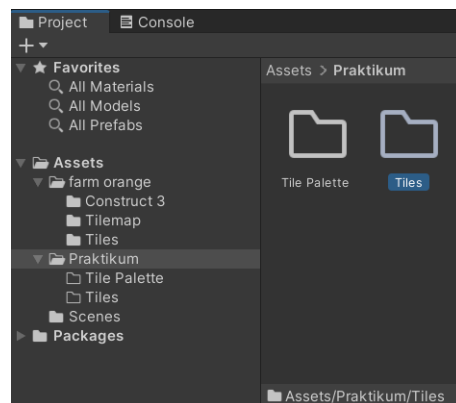 Project
Console
Favorites
All Materials
All Models
All Prefabs
Assets
farm orange
Construct 3
Tilemap
Tiles
Praktikum
Tile Palette
Tiles
Scenes
Packages
Assets > Praktikum
Tile Palette
Tiles
Assets/Praktikum/Tiles